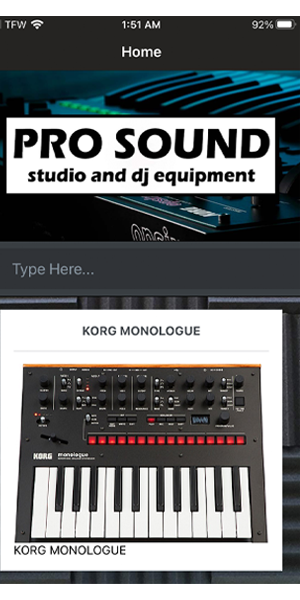 TFW 1:51 AM 92%
Home
PRO SOUND
studio and dj equipment
Type Here...
KORG MONOLOGUE
KORG monologue
KORG MONOLOGUE